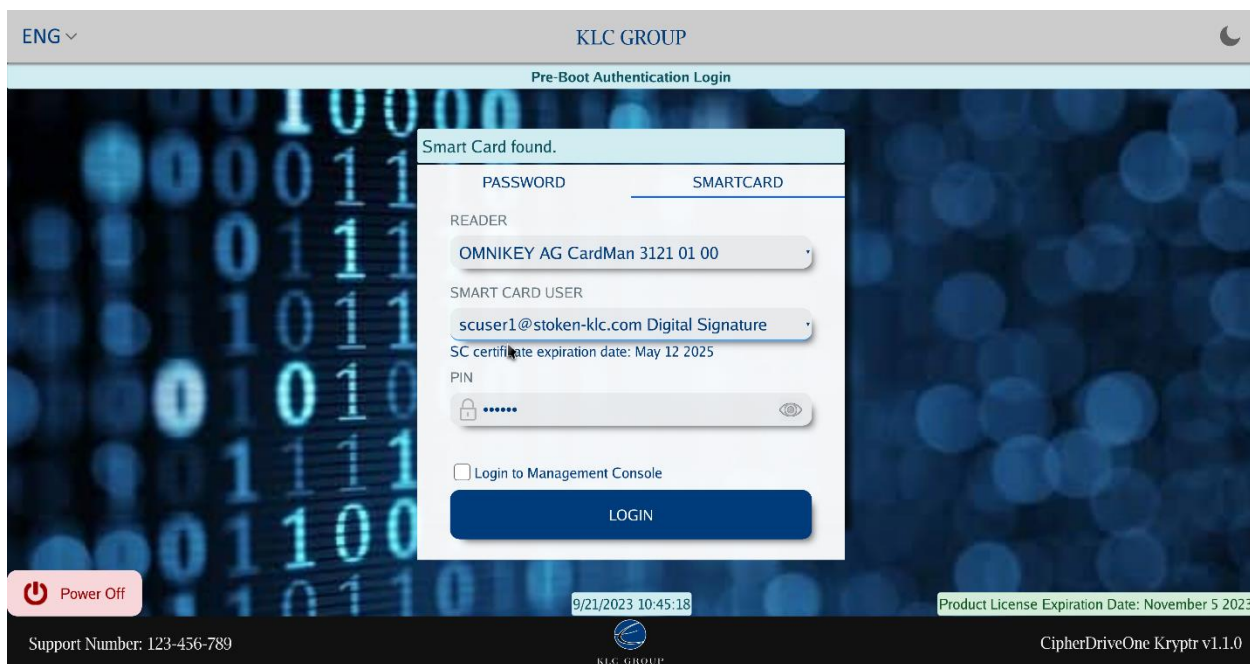 ENG
KLC GROUP
Pre-Boot Authentication Login
Smart Card found.
PASSWORD SMARTCARD
READER
OMNIKEY AG CardMan 3121 01 00
SMART CARD USER
scuser1@stoken-klc.com Digital Signature
SC certificate expiration date: May 12 2025
PIN
Login to Management Console
LOGIN
Power Off
9/21/2023 10:45:18
Product License Expiration Date: November 5 2023
Support Number: 123-456-789
KLC GROUP
CipherDriveOne Kryptr v1.1.0